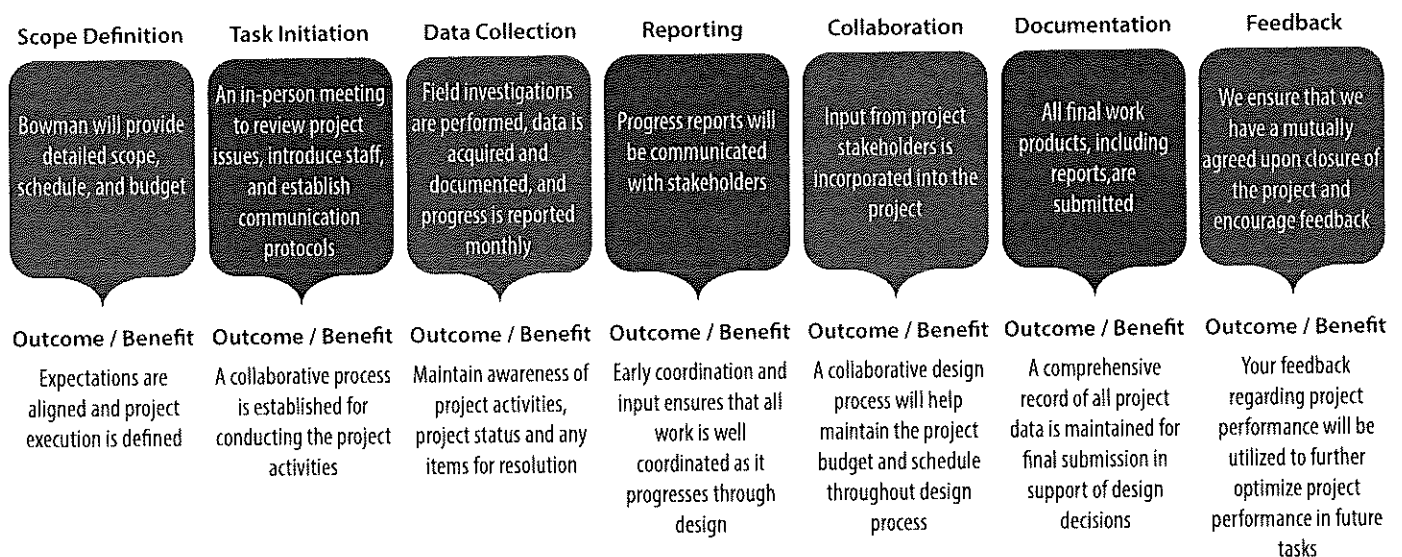 Scope Definition
Bowman will provide
detailed scope,
schedule, and budget
Outcome / Benefit
Expectations are
aligned and project
execution is defined
Task Initiation
An in-person meeting
to review project
issues, introduce staff,
and establish
communication
protocols
Outcome / Benefit
A collaborative process
is established for
conducting the project
activities
Data Collection
Field investigations
are performed, data is
acquired and
documented, and
progress is reported
monthly
Outcome / Benefit
Maintain awareness of
project activities,
project status and any
items for resolution
Reporting
Progress reports will
be communicated
with stakeholders
Outcome / Benefit
Early coordination and
input ensures that all
work is well
coordinated as it
progresses through
design
Collaboration
Input from project
stakeholders is
incorporated into the
project
Outcome / Benefit
A collaborative design
process will help
maintain the project
budget and schedule
throughout design
process
Documentation
All final work
products, including
reports,are
submitted
Outcome / Benefit
A comprehensive
record of all project
data is maintained for
final submission in
support of design
decisions
Feedback
We ensure that we
have a mutually
agreed upon closure of
the project and
encourage feedback
Outcome / Benefit
Your feedback
regarding project
performance will be
utilized to further
optimize project
performance in future
tasks